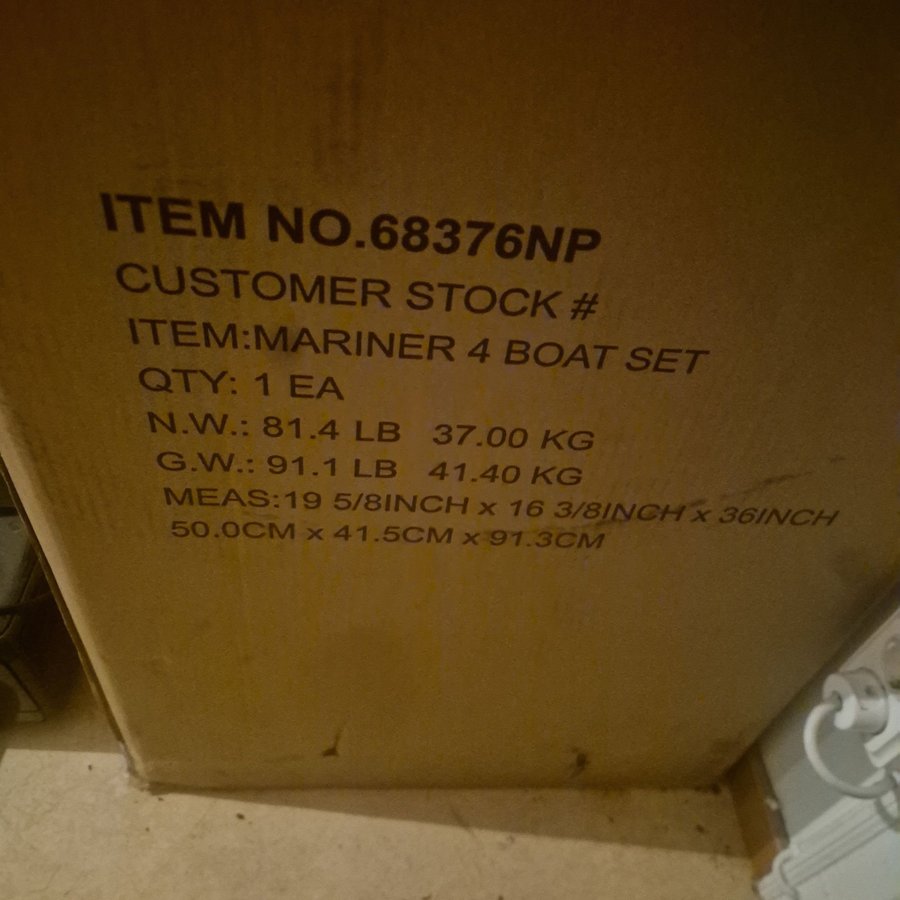 ITEM NO.68376NP
CUSTOMER STOCK #
ITEM:MARINER 4 BOAT SET
QTY: 1 EA
N.W.: 81.4 LB 37.00 KG
G.W.: 91.1 LB 41.40 KG
MEAS:19 5/8INCH x 16 3/8INCH x 36INCH
50.0CM x 41.5CM x 91.3CM